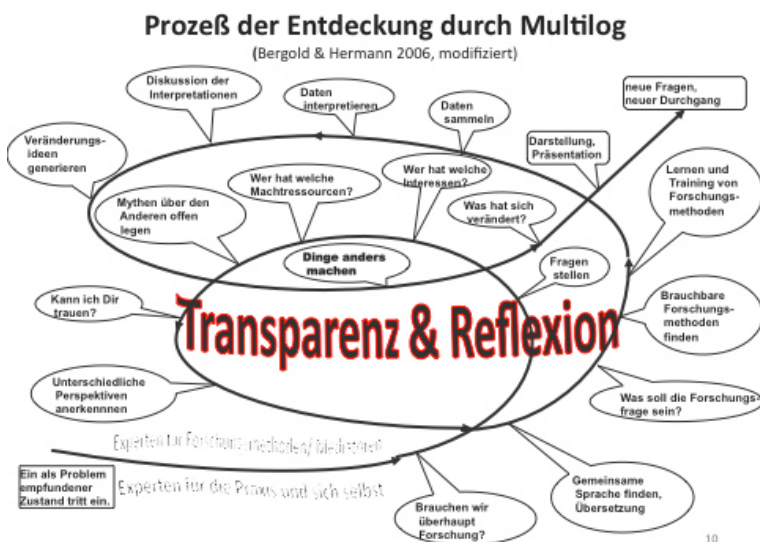 Prozeß der Entdeckung durch Multilog
(Bergold & Hermann 2006, modifiziert)
Diskussion der
Interpretationen
Daten
interpretieren
Daten
sammeln
neue Fragen,
neuer Durchgang
Veränderungs-
ideen
generieren
Darstellung,
Präsentation
Wer hat welche
Machtressourcen?
Wer hat welche
Interessen?
Lernen und
Training von
Forschungs-
methoden
Mythen über den
Anderen offen
legen
Was hat sich
verändert?
Dinge anders
machen
Fragen
stellen
Kann ich Dir
trauen?
Transparenz & Reflexion
Brauchbare
Forschungs-
methoden
finden
Unterschiedliche
Perspektiven
anerkennnen
Was soll die Forschungs-
frage sein?
Experten für Forschungsmethoden/ Mediatoren
Ein als Problem
empfundener
Zustand tritt ein.
Experten für die Praxis und sich selbst
Brauchen wir
überhaupt
Forschung?
Gemeinsame
Sprache finden,
Übersetzung
10